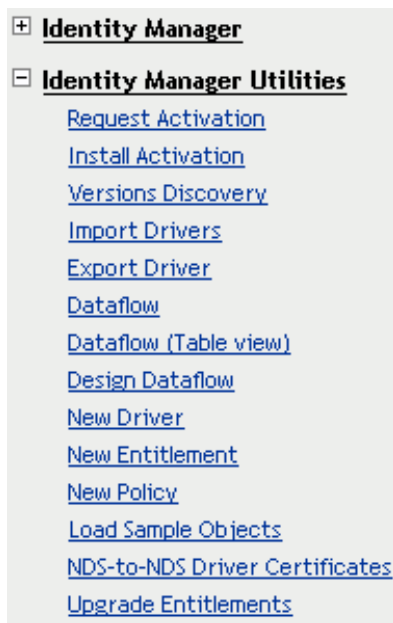 Identity Manager
Identity Manager Utilities
Request Activation
Install Activation
Versions Discovery
Import Drivers
Export Driver
Dataflow
Dataflow (Table view)
Design Dataflow
New Driver
New Entitlement
New Policy
Load Sample Objects
NDS-to-NDS Driver Certificates
Upgrade Entitlements